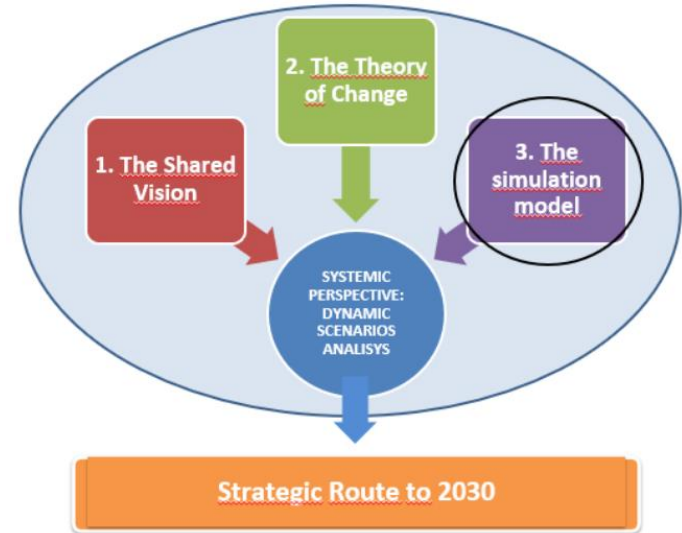 2. The Theory
of Change
1. The Shared
Vision
3. The
simulation
model
SYSTEMIC
PERSPECTIVE:
DYNAMIC
SCENARIOS
ANALISYS
Strategic Route to 2030